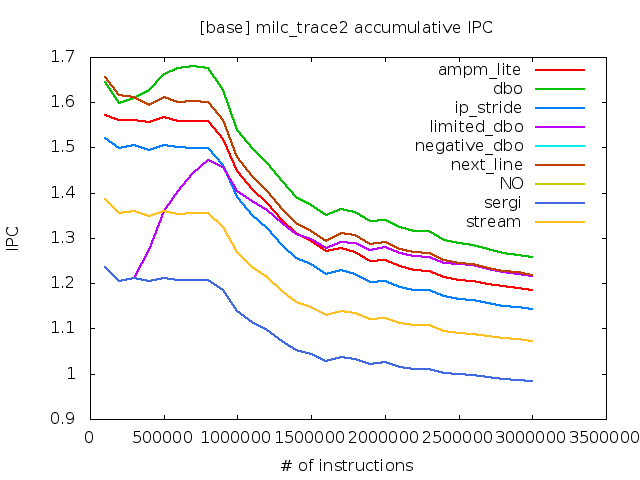 [base] milc_trace2 accumulative IPC
1.7
1.6
1.5
1.4
1.3
1.2
1.1
1
0.9
IPC
ampm_lite
dbo
ip_stride
limited_dbo
negative_dbo
next_line
NO
sergi
stream
0 500000 1000000 1500000 2000000 2500000 3000000 3500000
# of instructions